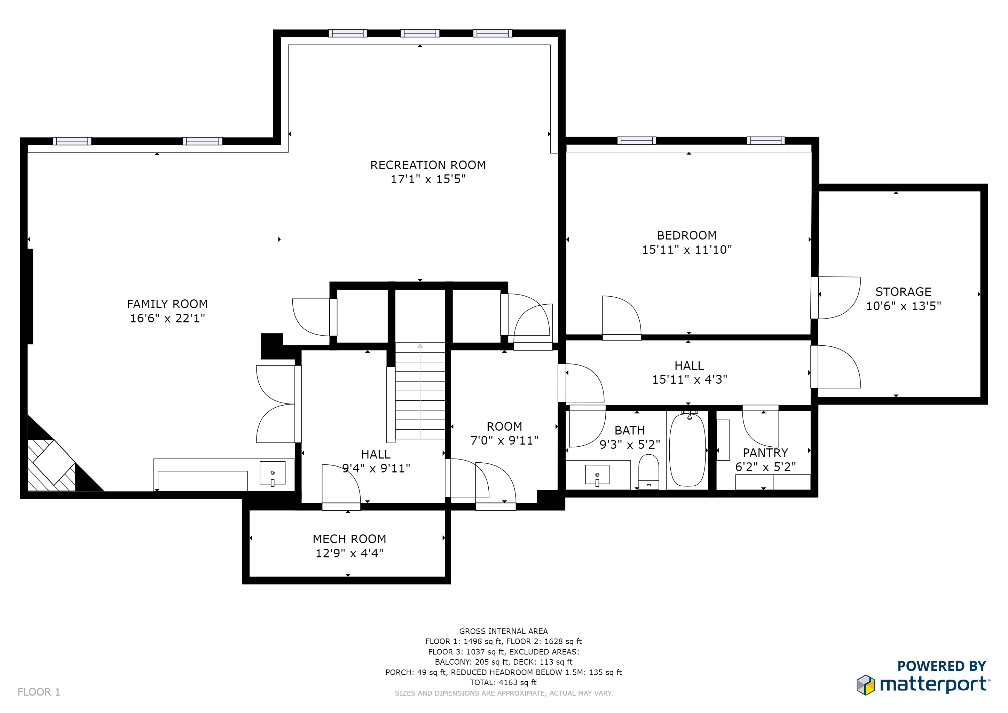 RECREATION ROOM
17'1" x 15'5"
BEDROOM
15'11" x 11'10"
STORAGE
10'6" x 13'5"
FAMILY ROOM
16'6" x 22'1"
HALL
15'11" x 4'3"
ROOM
7'0" x 9'11"
BATH
9'3" x 5'2"
HALL
9'4" x 9'11"
PANTRY
6'2" x 5'2"
MECH ROOM
12'9" x 4'4"
GROSS INTERNAL AREA
FLOOR 1: 1498 sq ft, FLOOR 2: 1628 sq ft
FLOOR 3: 1037 sq ft, EXCLUDED AREAS:
BALCONY: 205 sq ft, DECK: 113 sq ft
PORCH: 49 sq ft, REDUCED HEADROOM BELOW 1.5M: 135 sq ft
TOTAL: 4163 sq ft
SIZES AND DIMENSIONS ARE APPROXIMATE, ACTUAL MAY VARY.
FLOOR 1
POWERED BY
matterport